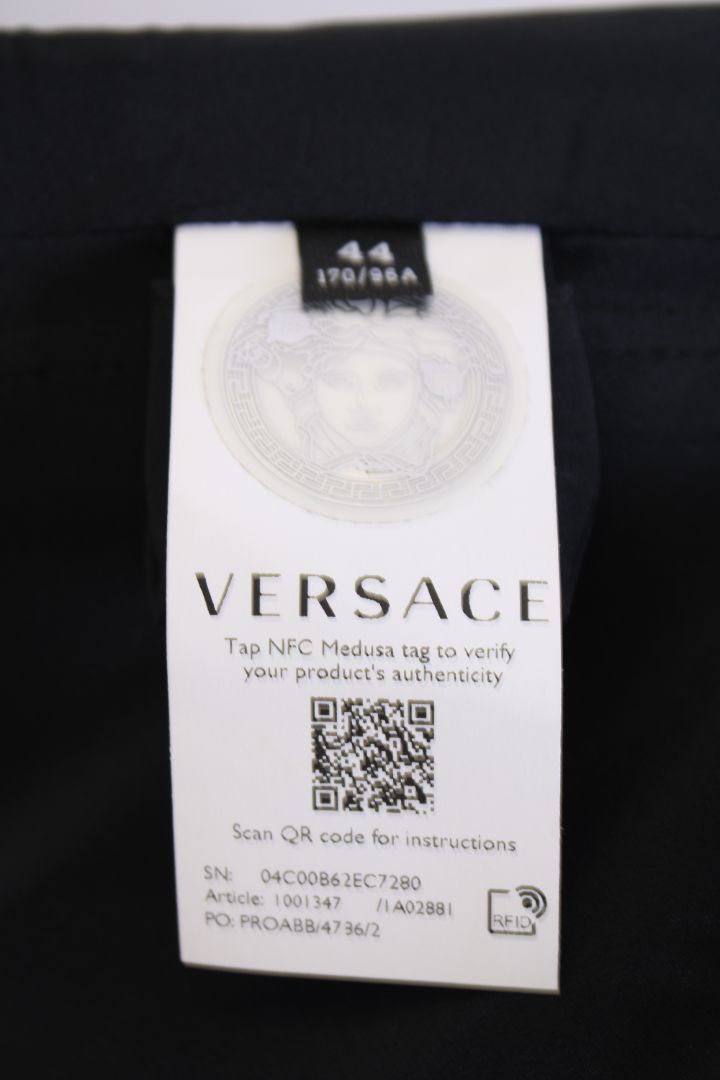 44
170/96A
VERSACE
Tap NFC Medusa tag to verify
your product's authenticity
Scan QR code for instructions
SN: 04C00B62EC7280
Article: 1001347 /1A02881
PO: PROABB/4736/2
RFID